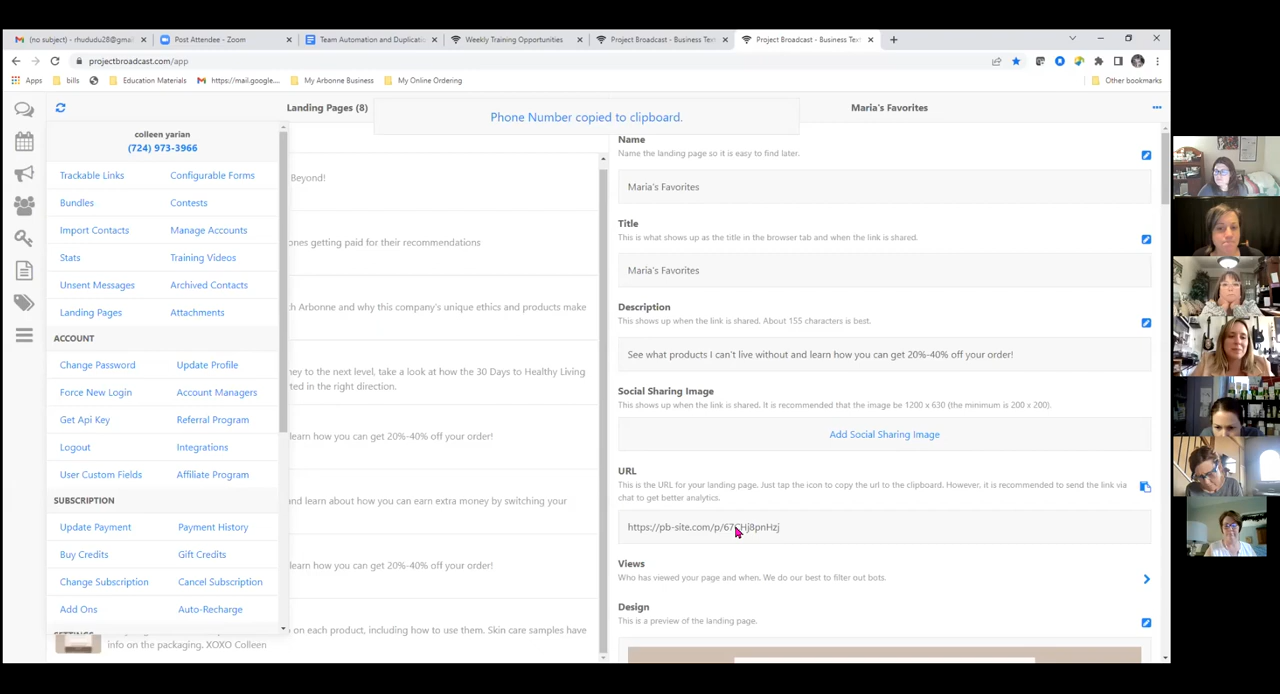 (no subject) - rhududu28@gma
Post Attendee - Zoom
Team Automation and Duplicatio
Weekly Training Opportunities
Project Broadcast - Business Tex
Project Broadcast - Business Tex
projectbroadcast.com/app
Apps
bills
Education Materials
https://mail.google...
My Arbonne Business
My Online Ordering
Other bookmarks
Landing Pages (8)
Phone Number copied to clipboard.
Maria's Favorites
colleen yarian
(724) 973-3966
Trackable Links
Configurable Forms
Bundles
Contests
Import Contacts
Manage Accounts
Stats
Training Videos
Unsent Messages
Archived Contacts
Landing Pages
Attachments
ACCOUNT
Change Password
Update Profile
Force New Login
Account Managers
Get Api Key
Referral Program
Logout
Integrations
User Custom Fields
Affiliate Program
SUBSCRIPTION
Update Payment
Payment History
Buy Credits
Gift Credits
Change Subscription
Cancel Subscription
Add Ons
Auto-Recharge
Beyond!
ones getting paid for their recommendations
h Arbonne and why this company's unique ethics and products make
ney to the next level, take a look at how the 30 Days to Healthy Living
rted in the right direction.
learn how you can get 20%-40% off your order!
and learn about how you can earn extra money by switching your
learn how you can get 20%-40% off your order!
on each product, including how to use them. Skin care samples have
info on the packaging. XOXO Colleen
Name
Name the landing page so it is easy to find later.
Maria's Favorites
Title
This is what shows up as the title in the browser tab and when the link is shared.
Maria's Favorites
Description
This shows up when the link is shared. About 155 characters is best.
See what products I can't live without and learn how you can get 20%-40% off your order!
Social Sharing Image
This shows up when the link is shared. It is recommended that the image be 1200 x 630 (the minimum is 200 x 200).
Add Social Sharing Image
URL
This is the URL for your landing page. Just tap the icon to copy the url to the clipboard. However, it is recommended to send the link via
chat to get better analytics.
Views
Who has viewed your page and when. We do our best to filter out bots.
Design
This is a preview of the landing page.